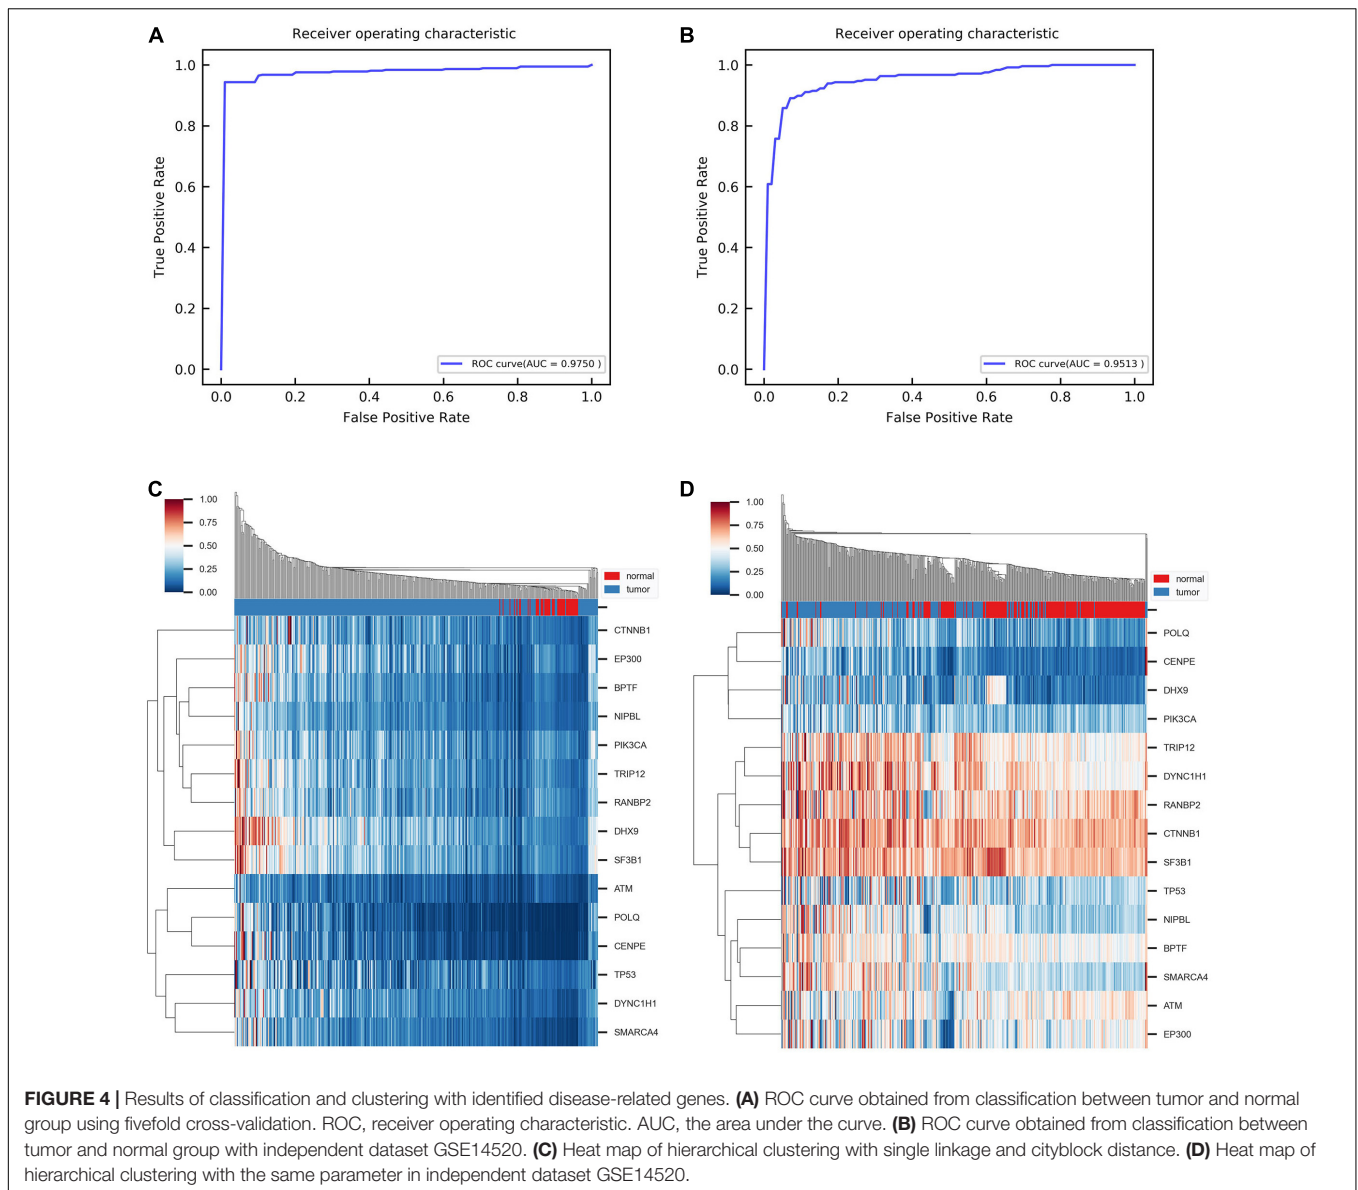 A
Receiver operating characteristic
1.0
0.8
0.6
0.4
0.2
0.0
True Positive Rate
ROC curve(AUC = 0.9750 )
0.0 0.2 0.4 0.6 0.8 1.0
False Positive Rate
B
Receiver operating characteristic
1.0
0.8
0.6
0.4
0.2
0.0
True Positive Rate
ROC curve(AUC = 0.9513 )
0.0 0.2 0.4 0.6 0.8 1.0
False Positive Rate
C
1.00
0.75
0.50
0.25
0.00
normal
tumor
CTNNB1
EP300
BPTF
NIPBL
PIK3CA
TRIP12
RANBP2
DHX9
SF3B1
ATM
POLQ
CENPE
TP53
DYNC1H1
SMARCA4
D
1.00
0.75
0.50
0.25
0.00
normal
tumor
POLQ
CENPE
DHX9
PIK3CA
TRIP12
DYNC1H1
RANBP2
CTNNB1
SF3B1
TP53
NIPBL
BPTF
SMARCA4
ATM
EP300
FIGURE 4 | Results of classification and clustering with identified disease-related genes. (A) ROC curve obtained from classification between tumor and normal
group using fivefold cross-validation. ROC, receiver operating characteristic. AUC, the area under the curve. (B) ROC curve obtained from classification between
tumor and normal group with independent dataset GSE14520. (C) Heat map of hierarchical clustering with single linkage and cityblock distance. (D) Heat map of
hierarchical clustering with the same parameter in independent dataset GSE14520.